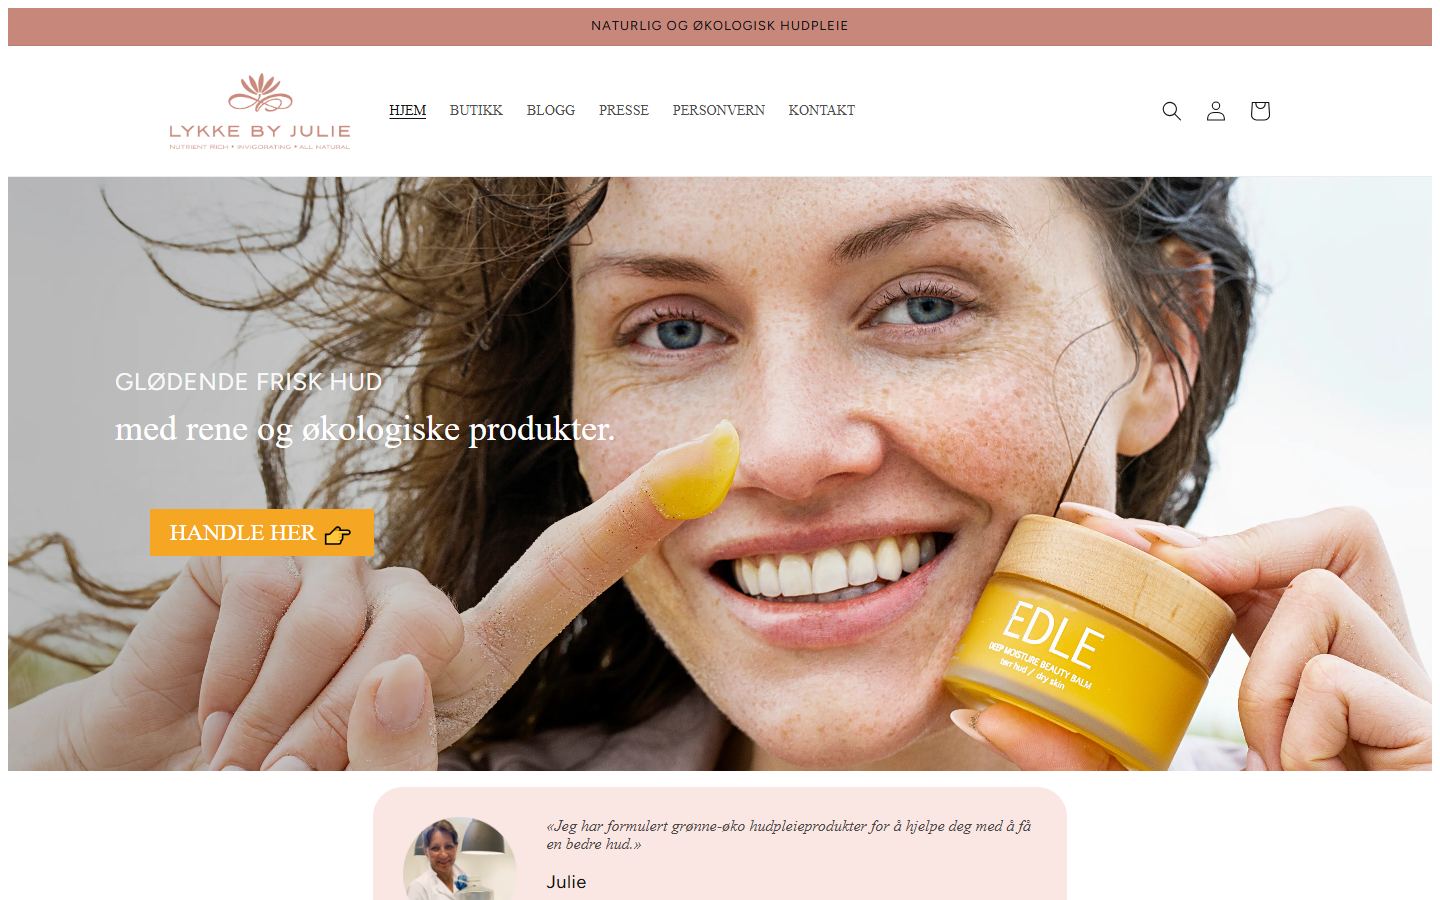 NATURLIG OG ØKOLOGISK HUDPLEIE
LYKKE BY JULIE
NUTRIENT RICH • INVIGORATING • ALL NATURAL
HJEM BUTIKK BLOGG PRESSE PERSONVERN KONTAKT
GLØDENDE FRISK HUD
med rene og økologiske produkter.
HANDLE HER
EDLE
DEEP MOISTURE BEAUTY BALM
tørr hud / dry skin
«Jeg har formulert grønne-øko hudpleieprodukter for å hjelpe deg med å få
en bedre hud.»
Julie